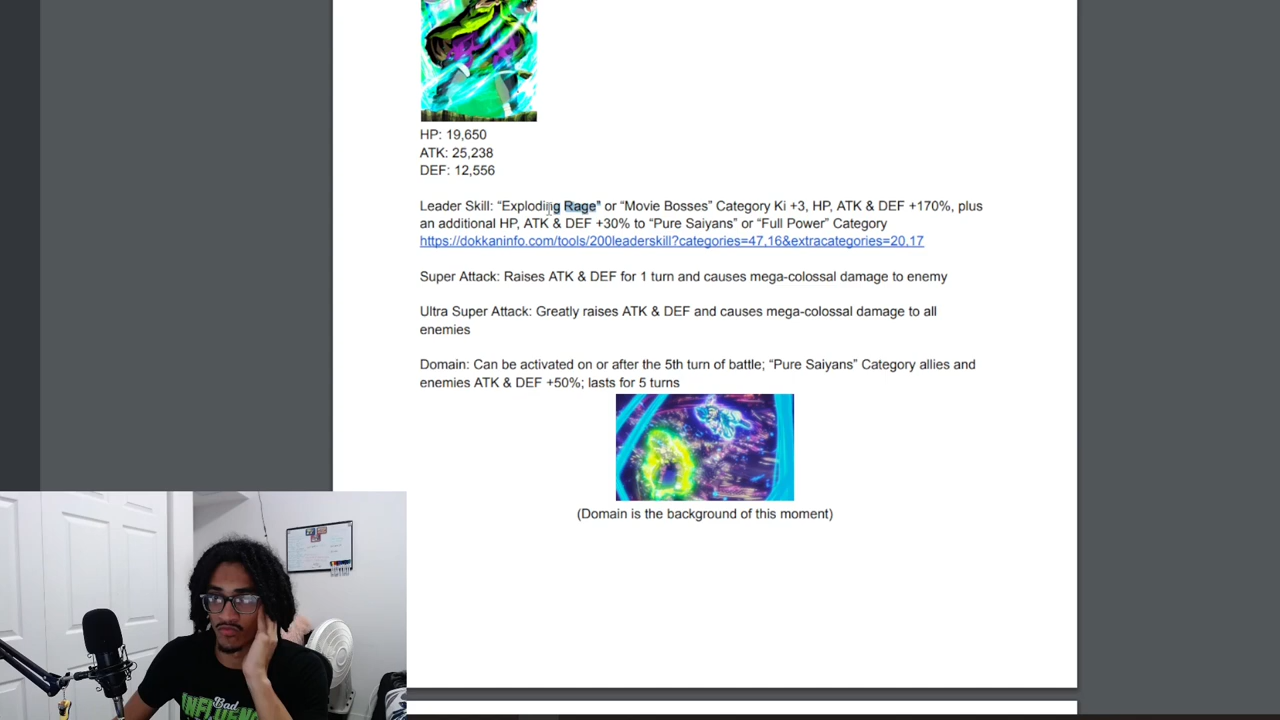 HP: 19,650
ATK: 25,238
DEF: 12,556
Leader Skill: “Exploding Rage” or “Movie Bosses” Category Ki +3, HP, ATK & DEF +170%, plus
an additional HP, ATK & DEF +30% to “Pure Saiyans” or “Full Power” Category
https://dokkaninfo.com/tools/200leaderskill?categories=47,16&extracategories=20,17
Super Attack: Raises ATK & DEF for 1 turn and causes mega-colossal damage to enemy
Ultra Super Attack: Greatly raises ATK & DEF and causes mega-colossal damage to all
enemies
Domain: Can be activated on or after the 5th turn of battle; “Pure Saiyans” Category allies and
enemies ATK & DEF +50%; lasts for 5 turns
(Domain is the background of this moment)
Bad
INFLUENC